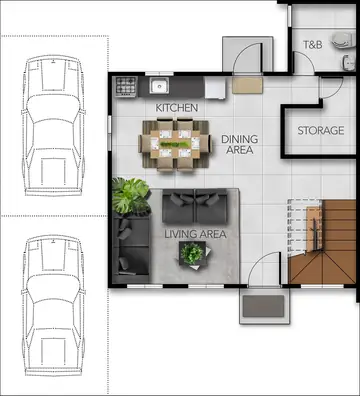 T&B
KITCHEN
DINING
AREA
STORAGE
LIVING AREA